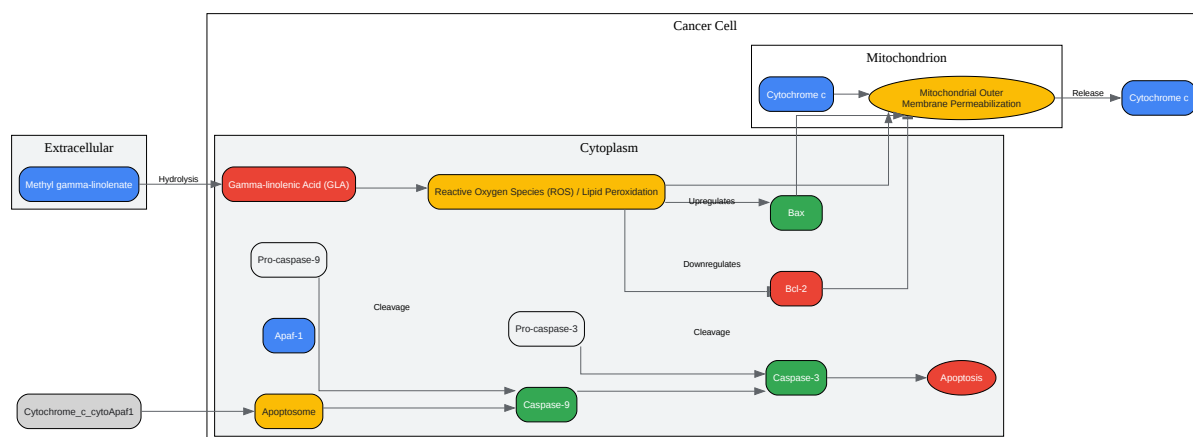 Cancer Cell
Mitochondrion
Cytochrome c
Mitochondrial Outer
Membrane Permeabilization
Release
Cytochrome c
Extracellular
Methyl gamma-linolenate
Hydrolysis
Cytoplasm
Gamma-linolenic Acid (GLA)
Reactive Oxygen Species (ROS) / Lipid Peroxidation
Upregulates
Bax
Downregulates
Bcl-2
Pro-caspase-9
Cleavage
Apaf-1
Pro-caspase-3
Cleavage
Caspase-3
Apoptosis
Cytochrome_c_cytoApaf1
Apoptosome
Caspase-9